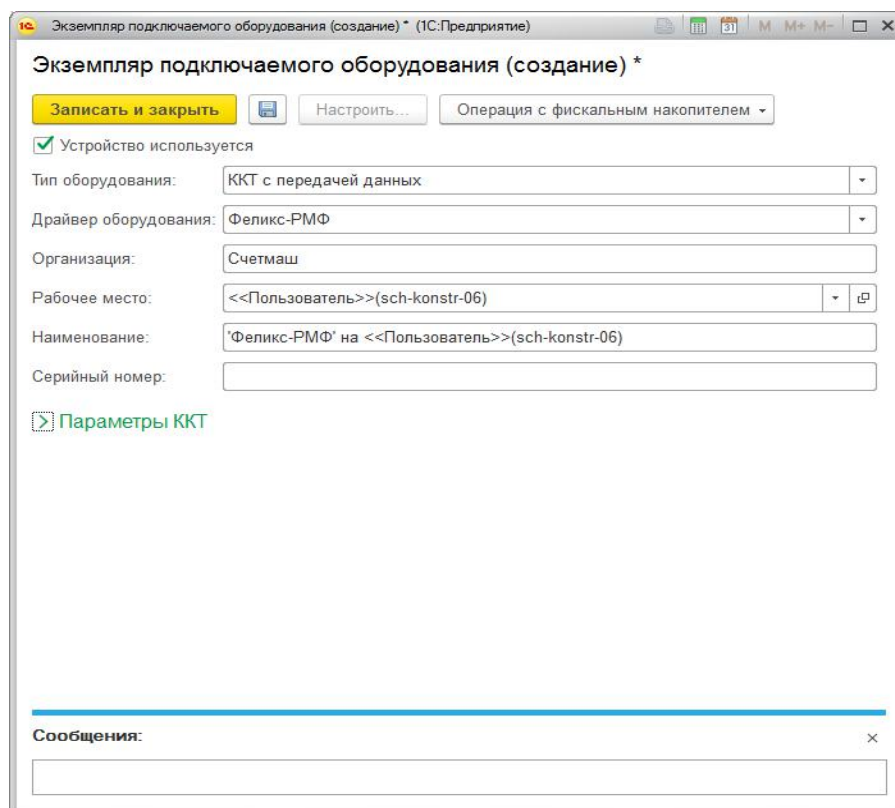 1С Экземпляр подключаемого оборудования (создание) * (1С:Предприятие) 31 M M+ M-
Экземпляр подключаемого оборудования (создание) *
Записать и закрыть Настроить... Операция с фискальным накопителем
Устройство используется
Тип оборудования: ККТ с передачей данных
Драйвер оборудования: Феликс-РМФ
Организация: Счетмаш
Рабочее место: <<Пользователь>>(sch-konstr-06)
Наименование: 'Феликс-РМФ' на <<Пользователь>>(sch-konstr-06)
Серийный номер:
Параметры ККТ
Сообщения: